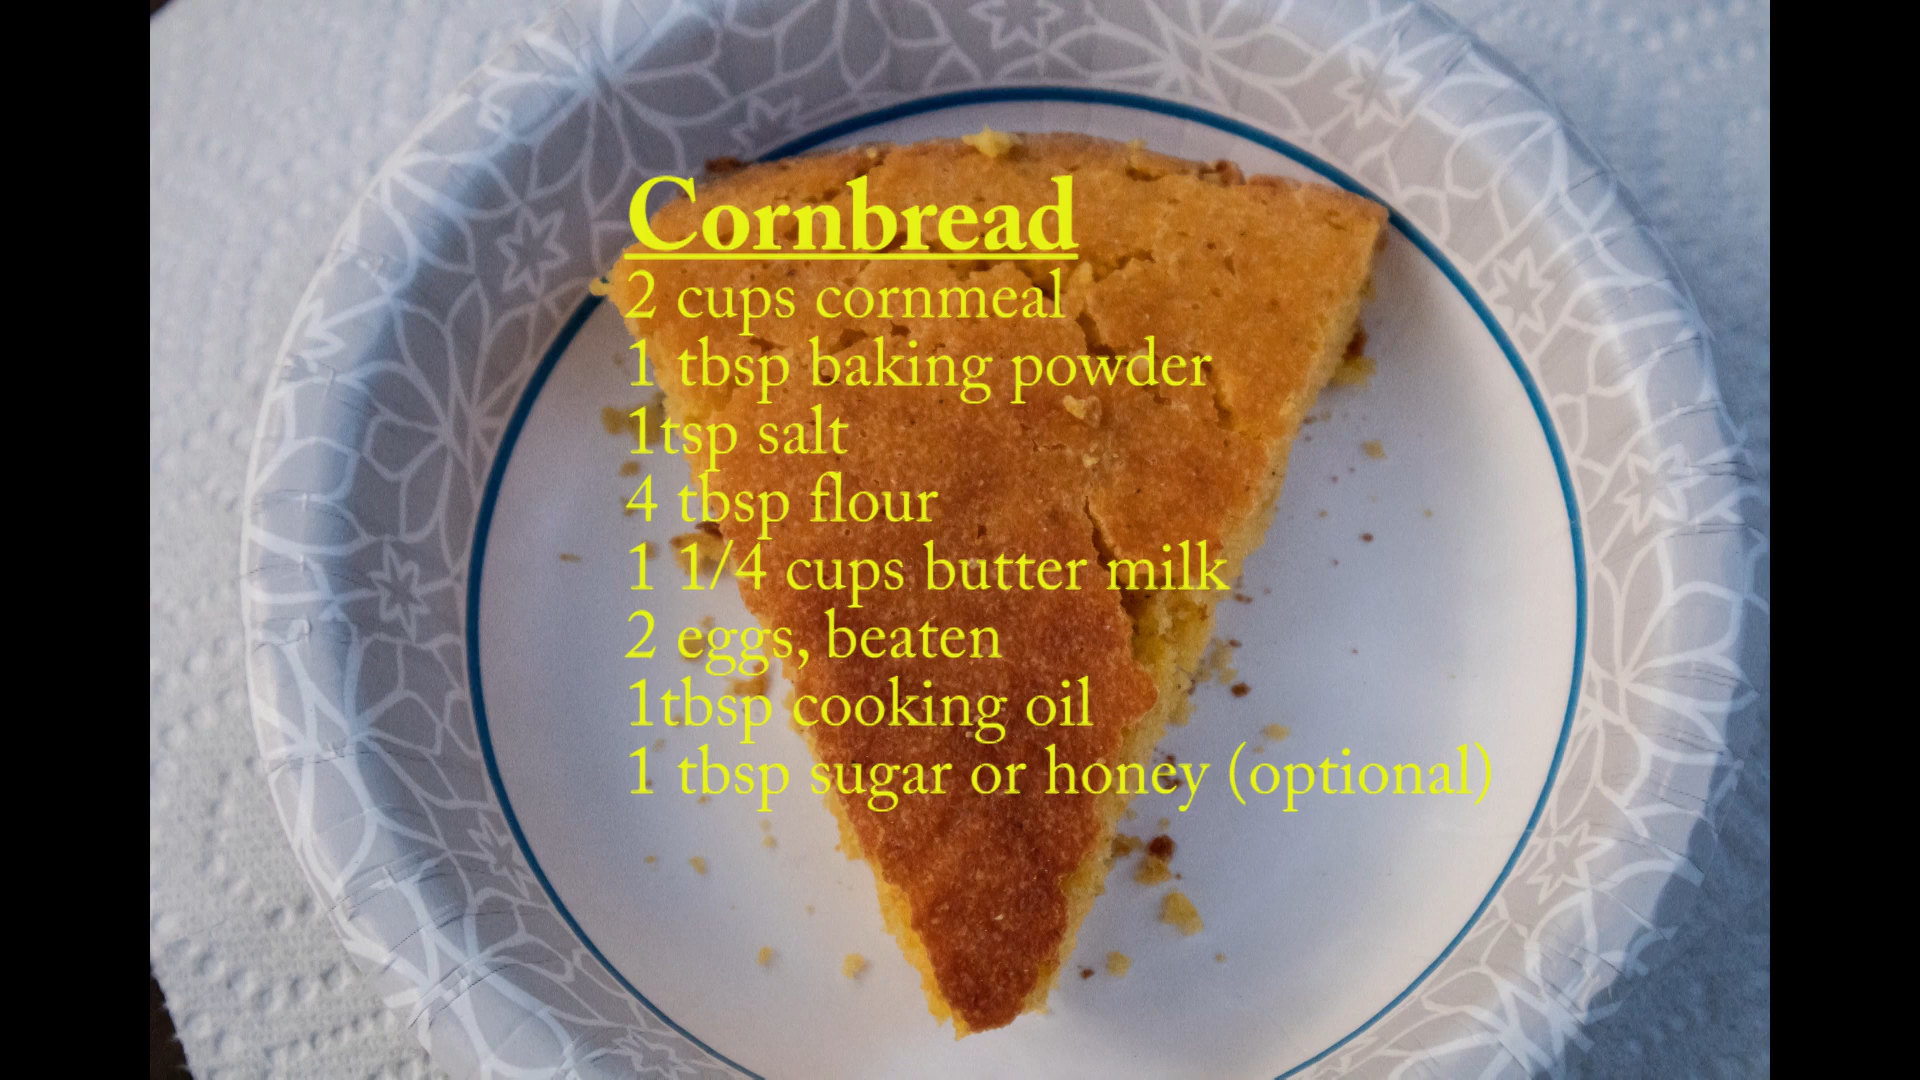 Cornbread
2 cups cornmeal
1 tbsp baking powder
1tsp salt
4 tbsp flour
1 1/4 cups butter milk
2 eggs, beaten
1tbsp cooking oil
1 tbsp sugar or honey (optional)